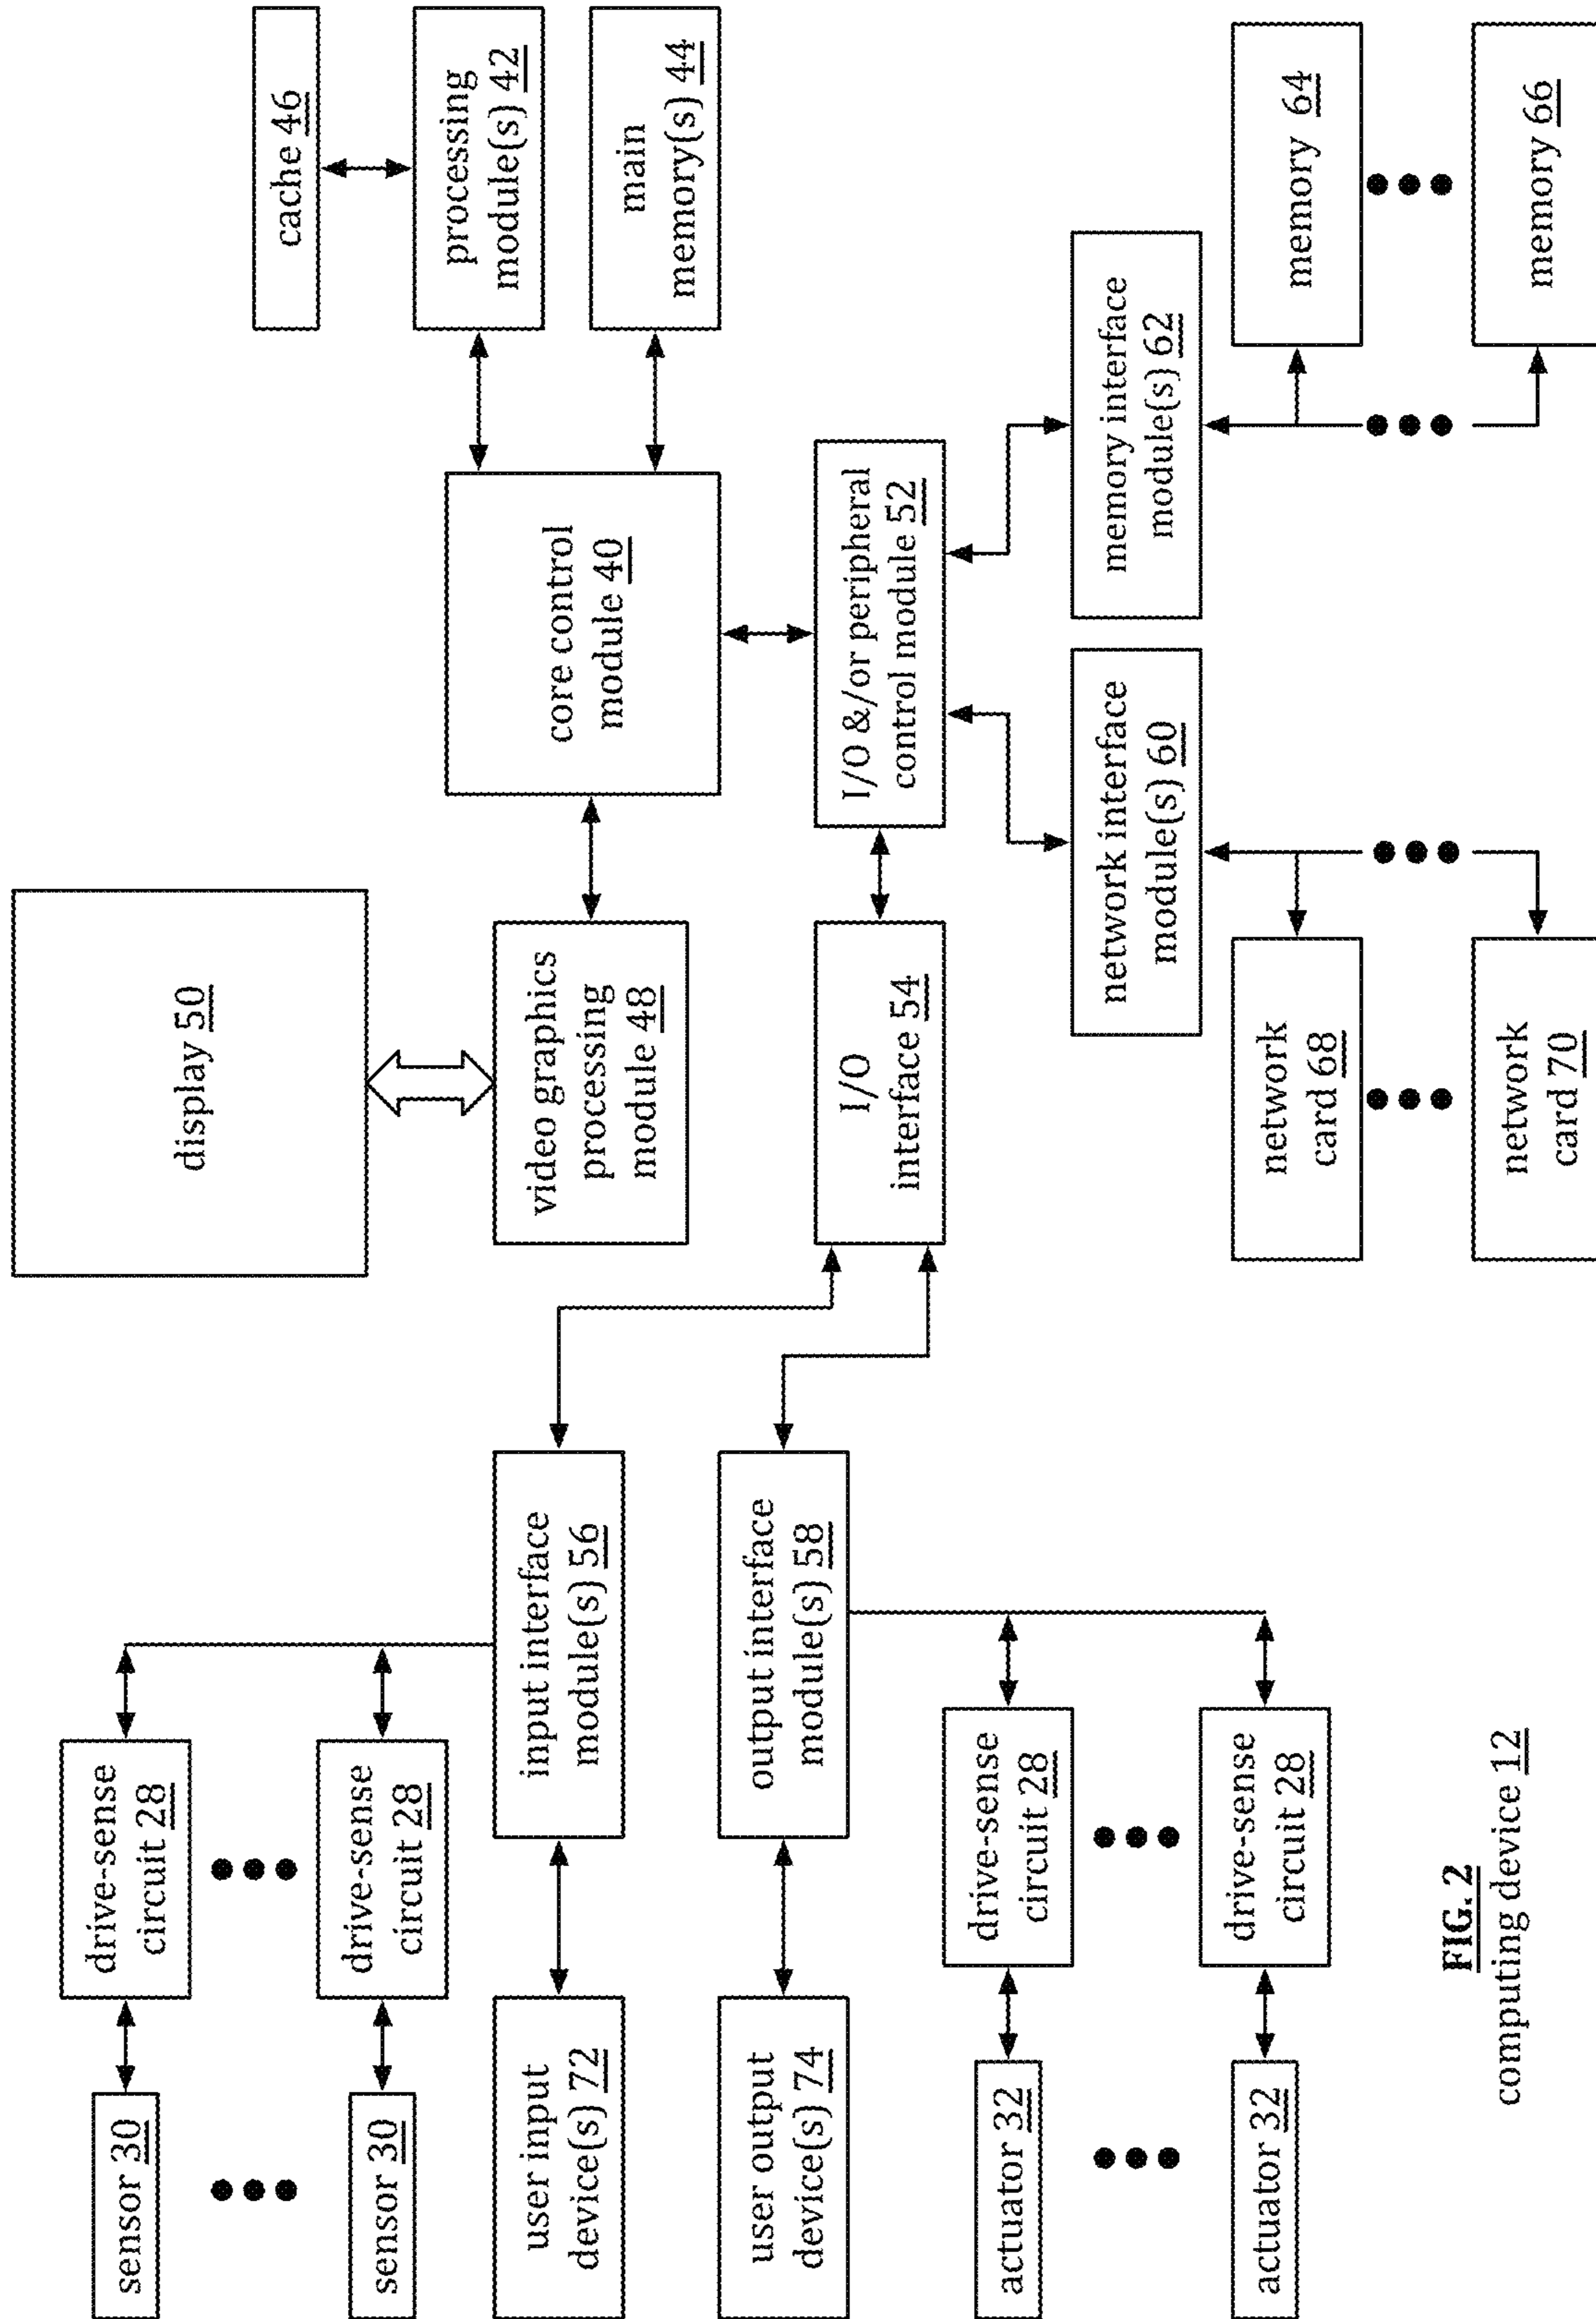 display 50
cache 46
processing
module(s) 42
main
memory(s) 44
core control
module 40
video graphics
processing
module 48
I/O &/or peripheral
control module 52
I/O
interface 54
network interface
module(s) 60
memory interface
module(s) 62
network
card 68
network
card 70
memory 64
memory 66
sensor 30
drive-sense
circuit 28
sensor 30
drive-sense
circuit 28
user input
device(s) 72
input interface
module(s) 56
user output
device(s) 74
output interface
module(s) 58
actuator 32
drive-sense
circuit 28
actuator 32
drive-sense
circuit 28
FIG. 2
computing device 12